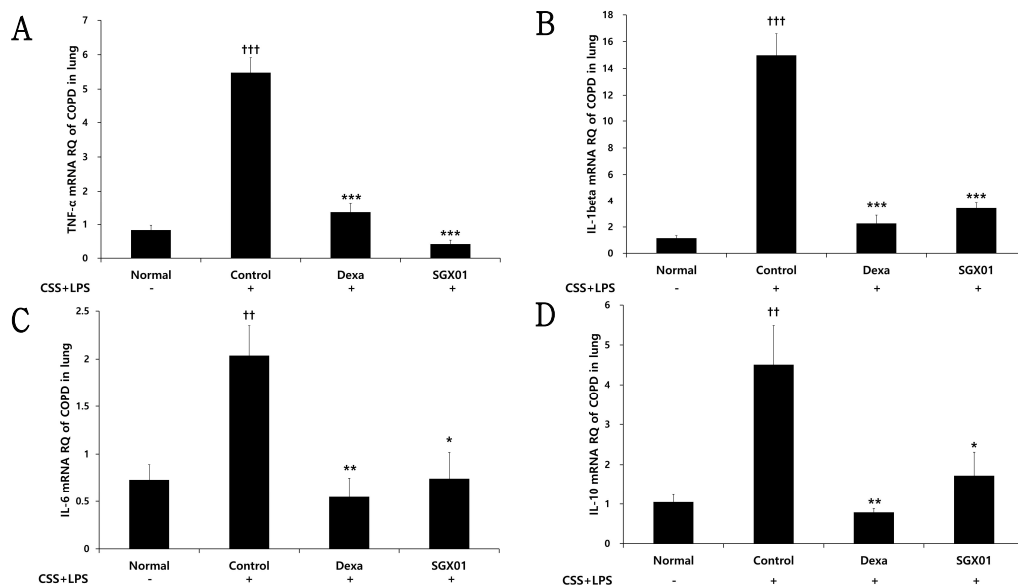 A
TNF-α mRNA RQ of COPD in lung
7
6
5
4
3
2
1
0
†††
***
***
Normal Control Dexa SGX01
CSS+LPS - + + +
B
IL-1beta mRNA RQ of COPD in lung
18
16
14
12
10
8
6
4
2
0
†††
***
***
Normal Control Dexa SGX01
CSS+LPS - + + +
C
IL-6 mRNA RQ of COPD in lung
2.5
2
1.5
1
0.5
0
††
**
*
Normal Control Dexa SGX01
CSS+LPS - + + +
D
IL-10 mRNA RQ of COPD in lung
6
5
4
3
2
1
0
††
**
*
Normal Control Dexa SGX01
CSS+LPS - + + +